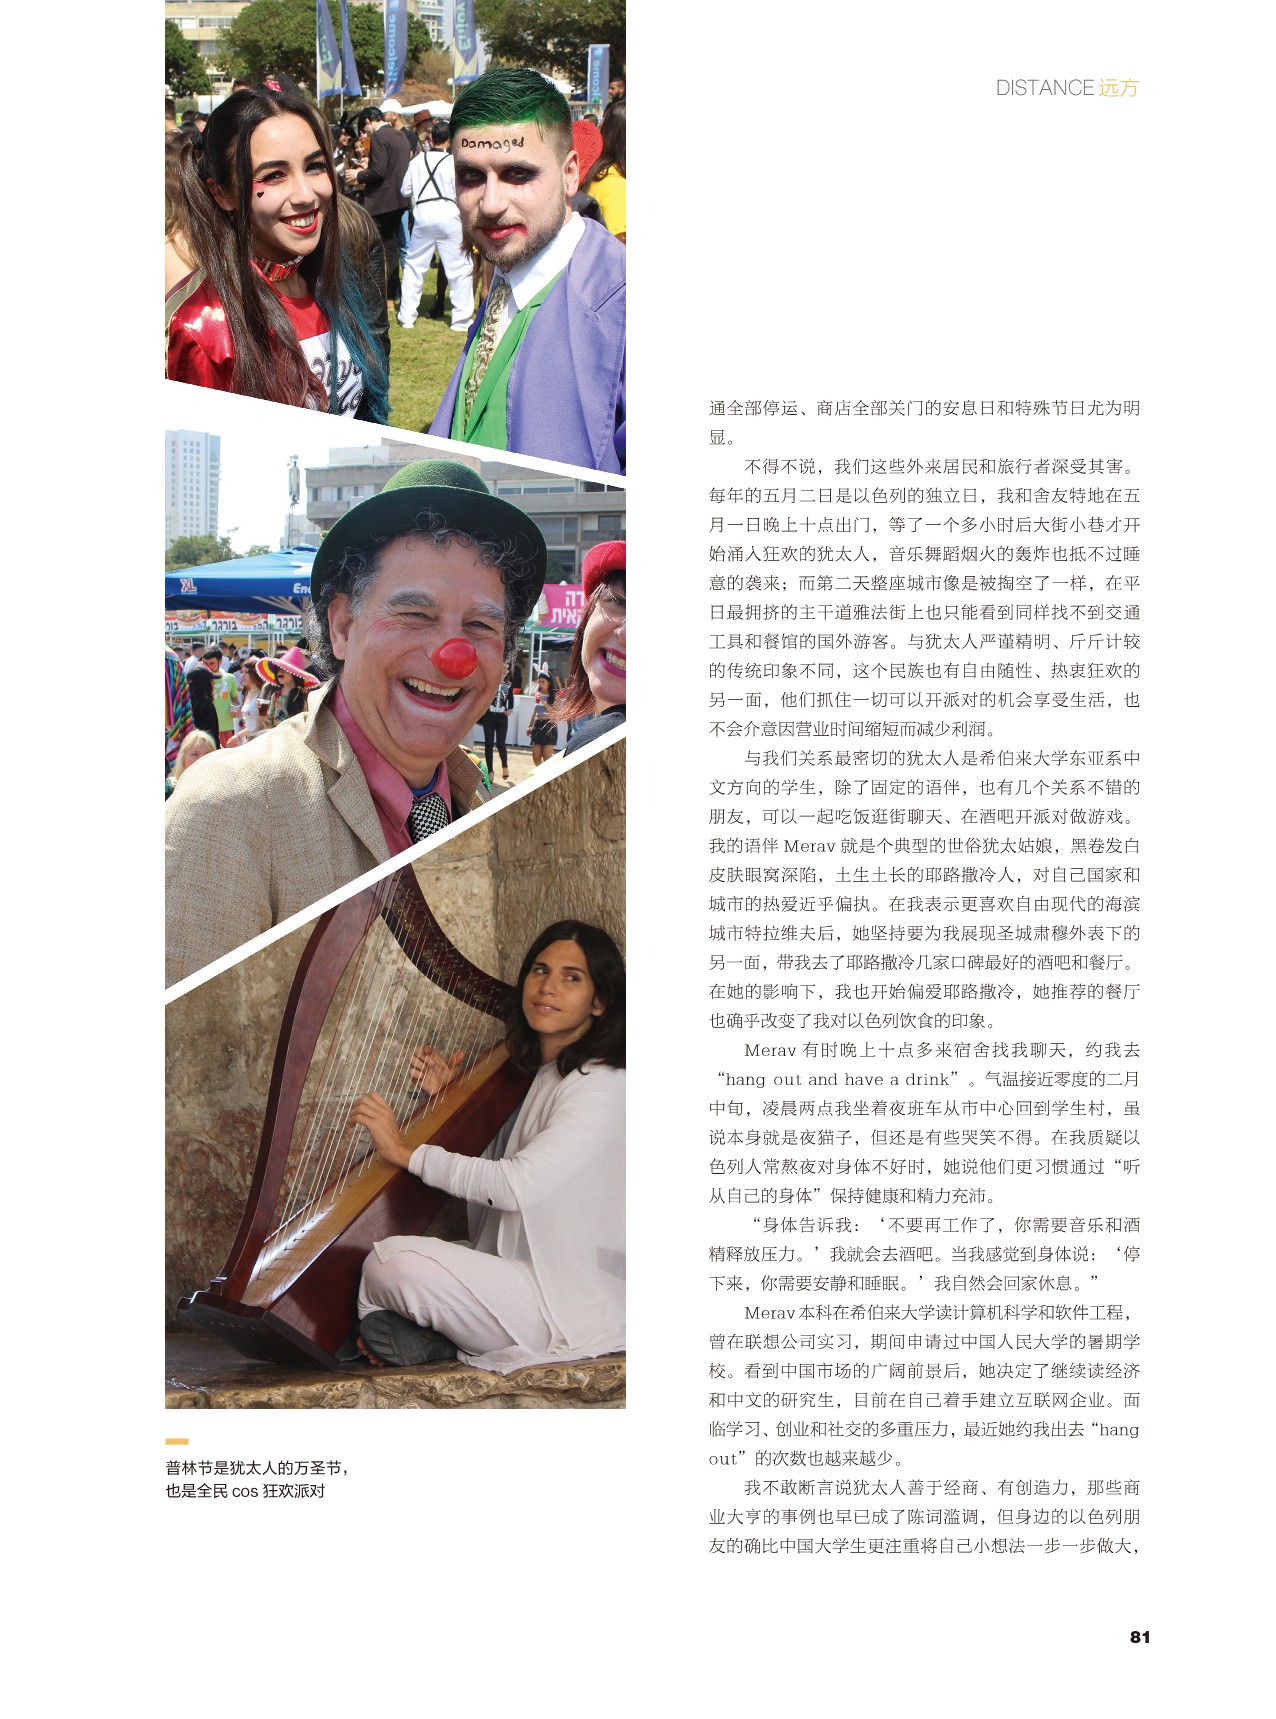 DISTANCE 远方
Enjoy
Welcome
Enjoy
Welcome
Damaged
XL
בורגר
通全部停运、商店全部关门的安息日和特殊节日尤为明
显。
不得不说，我们这些外来居民和旅行者深受其害。
每年的五月二日是以色列的独立日，我和舍友特地在五
月一日晚上十点出门，等了一个多小时后大街小巷才开
始涌入狂欢的犹太人，音乐舞蹈烟火的轰炸也抵不过睡
意的袭来；而第二天整座城市像是被掏空了一样，在平
日最拥挤的主干道雅法街上也只能看到同样找不到交通
工具和餐馆的国外游客。与犹太人严谨精明、斤斤计较
的传统印象不同，这个民族也有自由随性、热衷狂欢的
另一面，他们抓住一切可以开派对的机会享受生活，也
不会介意因营业时间缩短而减少利润。
与我们关系最密切的犹太人是希伯来大学东亚系中
文方向的学生，除了固定的语伴，也有几个关系不错的
朋友，可以一起吃饭逛街聊天、在酒吧开派对做游戏。
我的语伴 Merav 就是个典型的世俗犹太姑娘，黑卷发白
皮肤眼窝深陷，土生土长的耶路撒冷人，对自己国家和
城市的热爱近乎偏执。在我表示更喜欢自由现代的海滨
城市特拉维夫后，她坚持要为我展现圣城肃穆外表下的
另一面，带我去了耶路撒冷几家口碑最好的酒吧和餐厅。
在她的影响下，我也开始偏爱耶路撒冷，她推荐的餐厅
也确乎改变了我对以色列饮食的印象。
Merav 有时晚上十点多来宿舍找我聊天，约我去
“hang out and have a drink”。气温接近零度的二月
中旬，凌晨两点我坐着夜班车从市中心回到学生村，虽
说本身就是夜猫子，但还是有些哭笑不得。在我质疑以
色列人常熬夜对身体不好时，她说他们更习惯通过“听
从自己的身体”保持健康和精力充沛。
“身体告诉我：‘不要再工作了，你需要音乐和酒
精释放压力。’我就会去酒吧。当我感觉到身体说：‘停
下来，你需要安静和睡眠。’我自然会回家休息。”
Merav 本科在希伯来大学读计算机科学和软件工程，
曾在联想公司实习，期间申请过中国人民大学的暑期学
校。看到中国市场的广阔前景后，她决定了继续读经济
和中文的研究生，目前在自己着手建立互联网企业。面
临学习、创业和社交的多重压力，最近她约我出去“hang
out”的次数也越来越少。
我不敢断言说犹太人善于经商、有创造力，那些商
业大亨的事例也早已成了陈词滥调，但身边的以色列朋
友的确比中国大学生更注重将自己小想法一步一步做大，
普林节是犹太人的万圣节，
也是全民 cos 狂欢派对
81